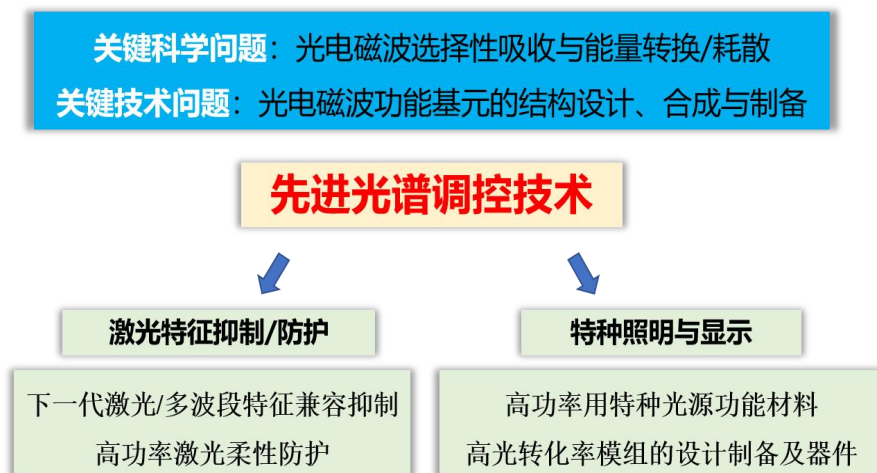 关键科学问题：光电磁波选择性吸收与能量转换/耗散
关键技术问题：光电磁波功能基元的结构设计、合成与制备
先进光谱调控技术
激光特征抑制/防护
下一代激光/多波段特征兼容抑制
高功率激光柔性防护
特种照明与显示
高功率用特种光源功能材料
高光转化率模组的设计制备及器件